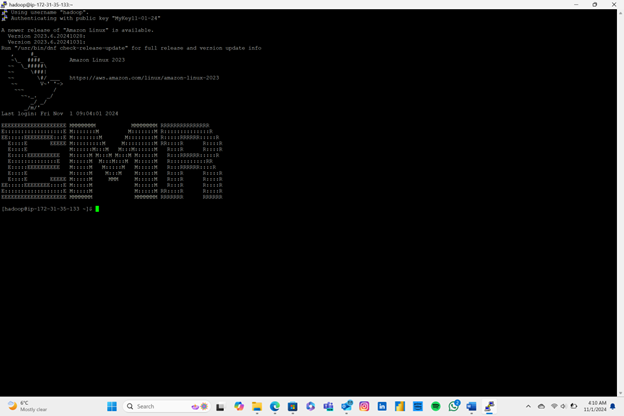 hadoop@ip-172-31-35-133:~
Using username "hadoop".
Authenticating with public key "MyKey11-01-24"
A newer release of "Amazon Linux" is available.
Version 2023.6.20241028:
Version 2023.6.20241031:
Run "/usr/bin/dnf check-release-update" for full release and version update info
Amazon Linux 2023
https://aws.amazon.com/linux/amazon-linux-2023
Last login: Fri Nov 1 09:04:01 2024
EMR
[hadoop@ip-172-31-35-133 ~]$
6°C
Mostly clear
Search
4:10 AM
11/1/2024